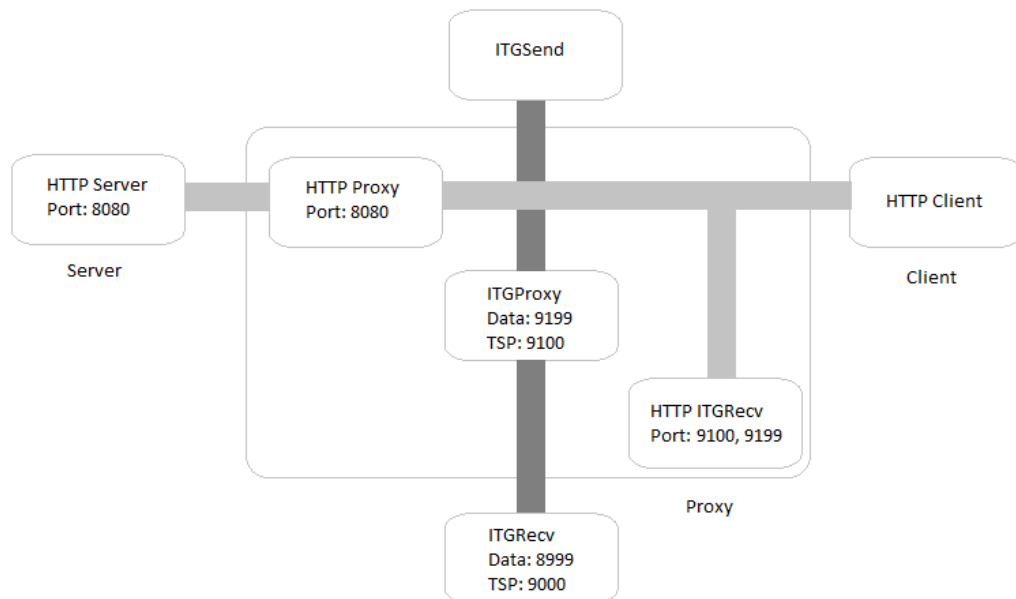 ITGSend
HTTP Server
Port: 8080
HTTP Proxy
Port: 8080
HTTP Client
Server
Client
ITGProxy
Data: 9199
TSP: 9100
HTTP ITGRecv
Port: 9100, 9199
Proxy
ITGRecv
Data: 8999
TSP: 9000